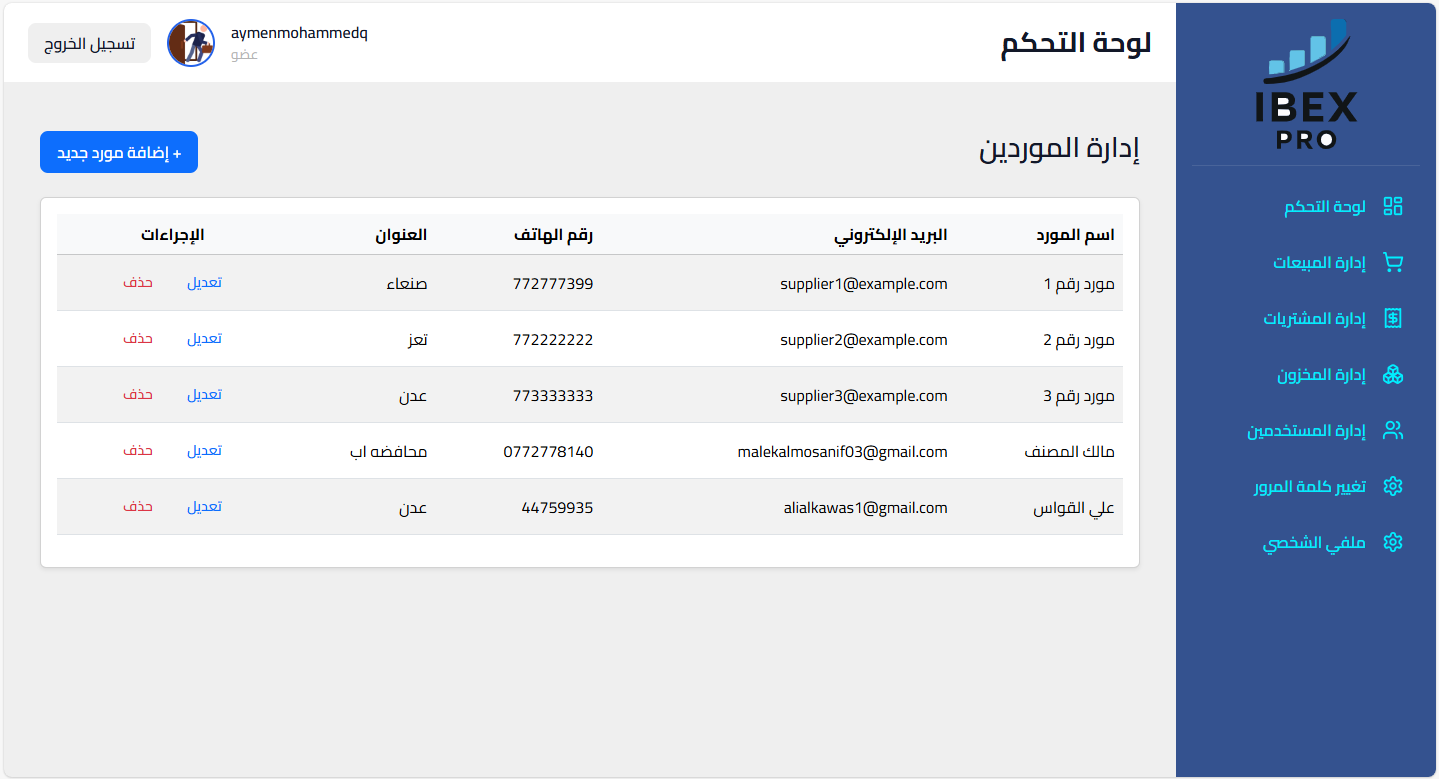 IBEX
PRO
لوحة التحكم
إدارة المبيعات
إدارة المشتريات
إدارة المخزون
إدارة المستخدمين
تغيير كلمة المرور
ملفي الشخصي
لوحة التحكم
aymenmohammedq
عضو
تسجيل الخروج
إدارة الموردين
+ إضافة مورد جديد
اسم المورد البريد الإلكتروني رقم الهاتف العنوان الإجراءات
مورد رقم 1 supplier1@example.com 772777399 صنعاء تعديل حذف
مورد رقم 2 supplier2@example.com 772222222 تعز تعديل حذف
مورد رقم 3 supplier3@example.com 773333333 عدن تعديل حذف
مالك المصنف malekalmosanif03@gmail.com 0772778140 محافضه اب تعديل حذف
علي القواس alialkawas1@gmail.com 44759935 عدن تعديل حذف